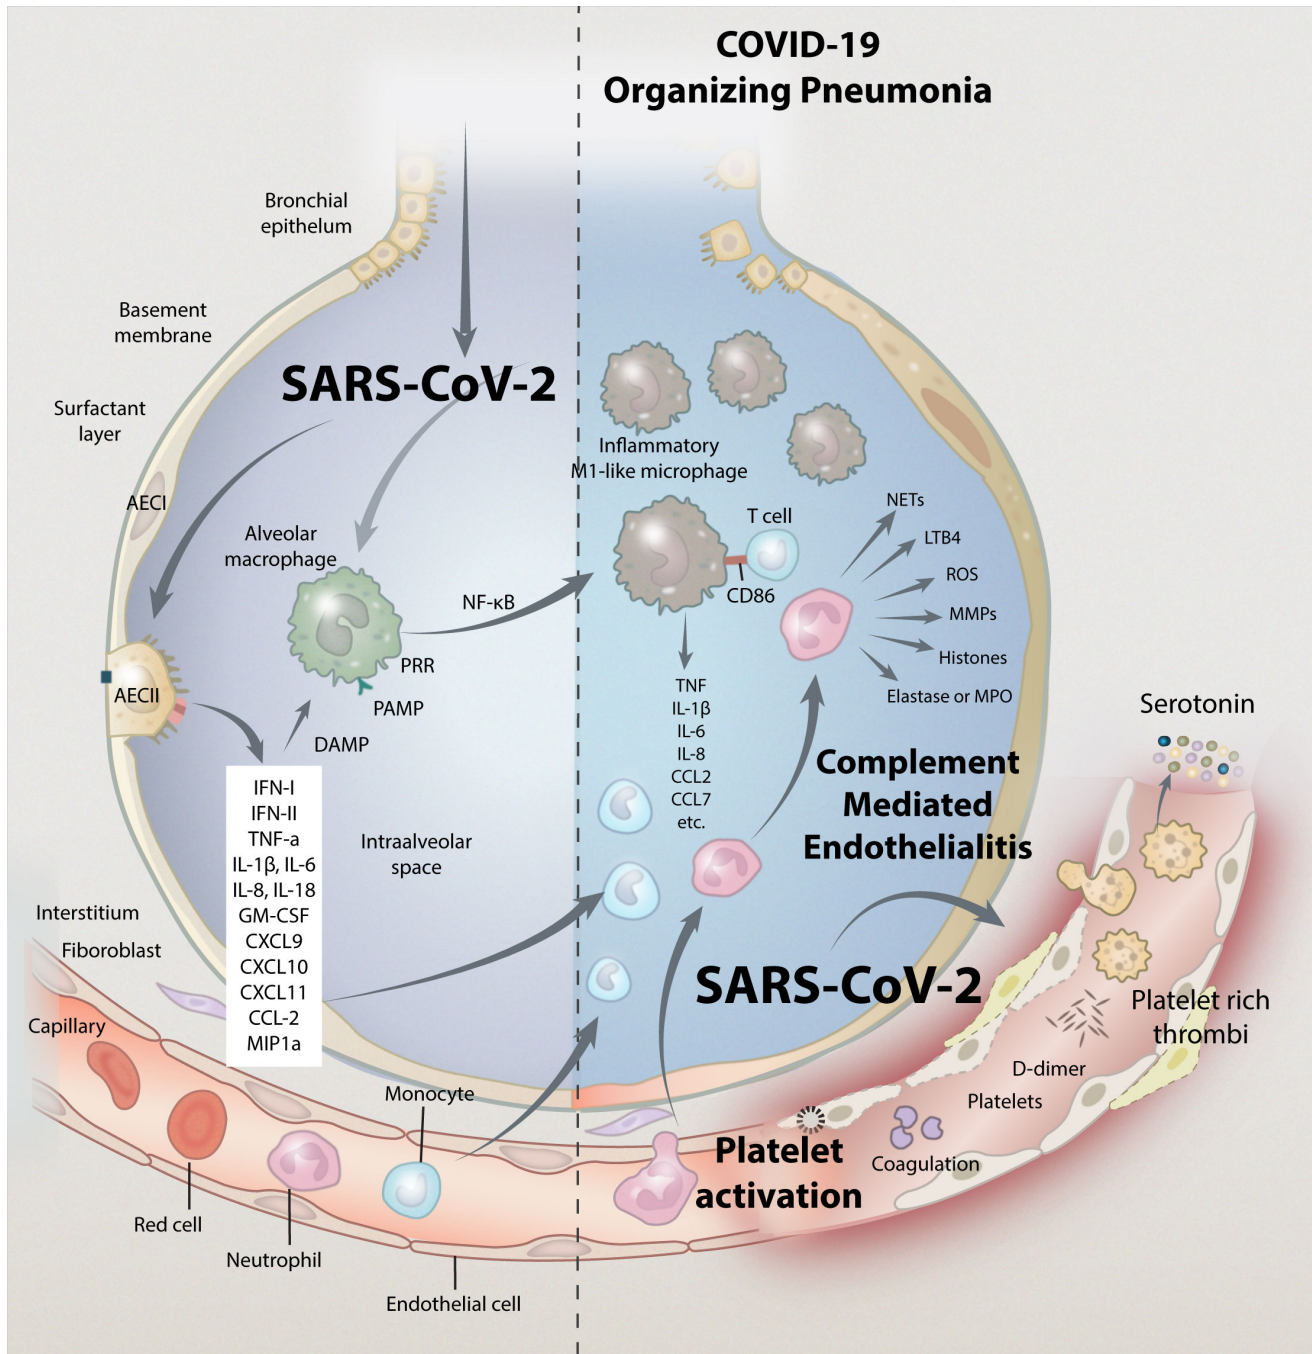 COVID-19
Organizing Pneumonia
Bronchial
epithelum
Basement
membrane
SARS-CoV-2
Surfactant
layer
AECI
Alveolar
macrophage
NF-κB
PRR
PAMP
DAMP
AECII
IFN-I
IFN-II
TNF-a
IL-1β, IL-6
IL-8, IL-18
GM-CSF
CXCL9
CXCL10
CXCL11
CCL-2
MIP1a
Intraalveolar
space
Interstitium
Fiboroblast
Capillary
Monocyte
Red cell
Neutrophil
Endothelial cell
Inflammatory
M1-like microphage
T cell
CD86
TNF
IL-1β
IL-6
IL-8
CCL2
CCL7
etc.
NETs
LTB4
ROS
MMPs
Histones
Elastase or MPO
Complement
Mediated
Endothelialitis
SARS-CoV-2
Serotonin
Platelet rich
thrombi
D-dimer
Platelets
Coagulation
Platelet
activation